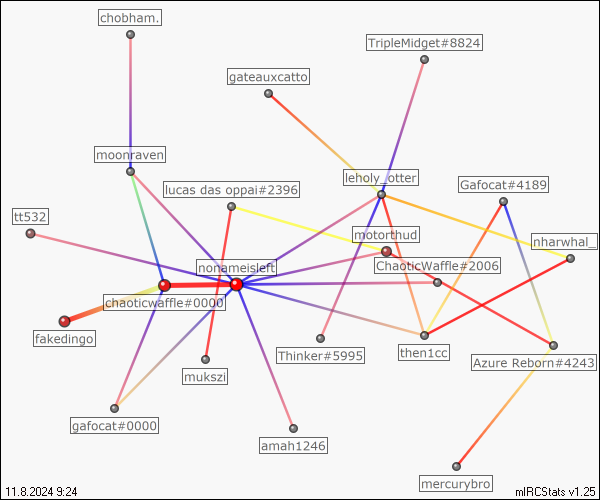 chobham.
TripleMidget#8824
gateauxcatto
moonraven
leholy_otter
lucas das oppai#2396
Gafocat#4189
tt532
motorthud
nharwhal_
nonameisleft
ChaoticWaffle#2006
chaoticwaffle#0000
fakedingo
Thinker#5995
then1cc
Azure Reborn#4243
mukszi
gafocat#0000
amah1246
mercurybro
11.8.2024 9:24
mIRCStats v1.25